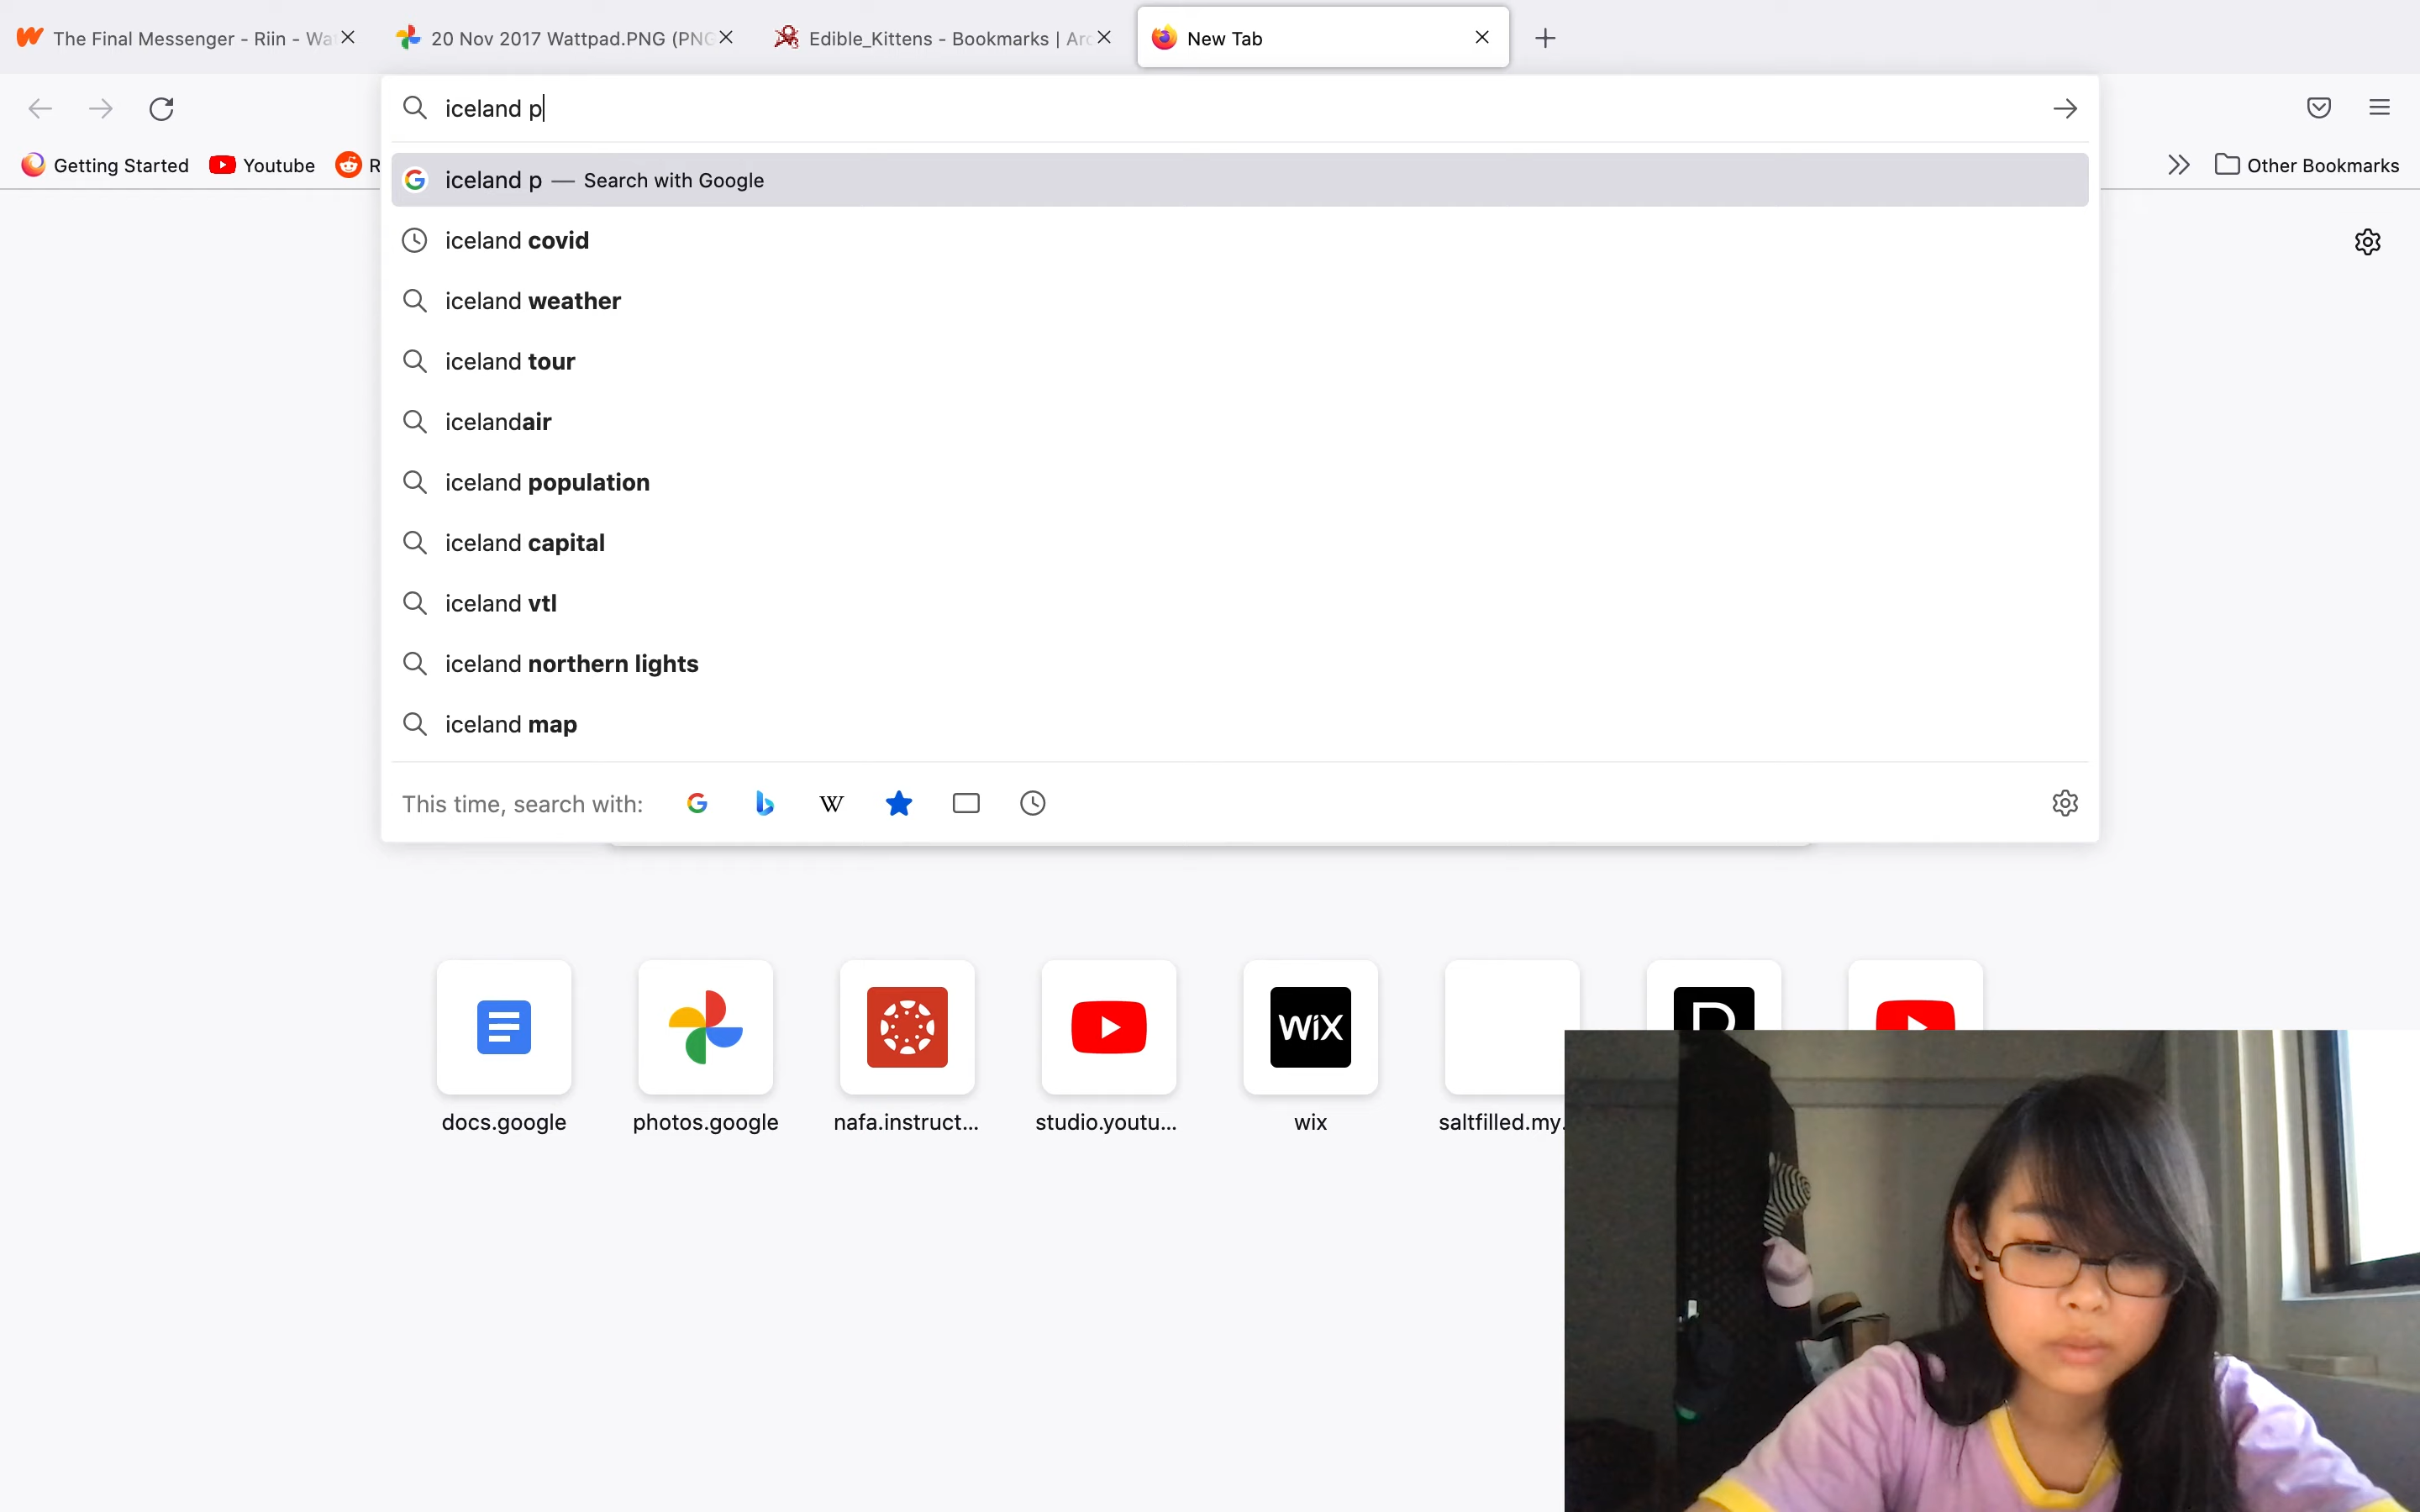 The Final Messenger - Riin - Wa
20 Nov 2017 Wattpad.PNG (PNG
Edible_Kittens - Bookmarks | Arc
New Tab
iceland p
Getting Started
Youtube
R
Other Bookmarks
iceland p — Search with Google
iceland covid
iceland weather
iceland tour
icelandair
iceland population
iceland capital
iceland vtl
iceland northern lights
iceland map
This time, search with:
W
WiX
docs.google
photos.google
nafa.instruct...
studio.youtu...
wix
saltfilled.my.